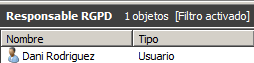 Responsable RGPD 1 objetos [Filtro activado]
Nombre Tipo
Dani Rodriguez Usuario